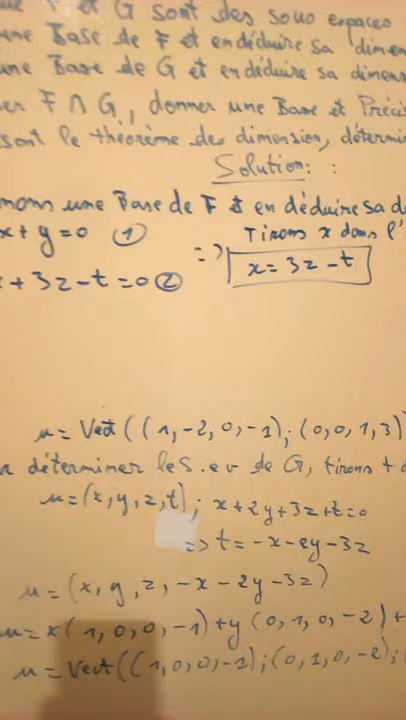 F et G sont des sous espaces
une Base de F et en déduire sa dimen
une Base de G et en déduire sa dimens
F ∩ G, donner une Base et Précis
sant le théorème des dimension, détermi
Solution: :
mons une Base de F & en déduire sa d
x + y = 0 ① Tirons x dans l'
=> x = 3z - t
+ 3z - t = 0 ②
u = Vect ((1, -2, 0, -1); (0, 0, 1, 3)
déterminer le S.ev de G, tirons t d
u = (x, y, z, t); x + 2y + 3z + t = 0
=> t = -x - 2y - 3z
u = (x, y, z, -x - 2y - 3z)
u = x(1, 0, 0, -1) + y(0, 1, 0, -2) +
u = Vect((1, 0, 0, -1); (0, 1, 0, -2);